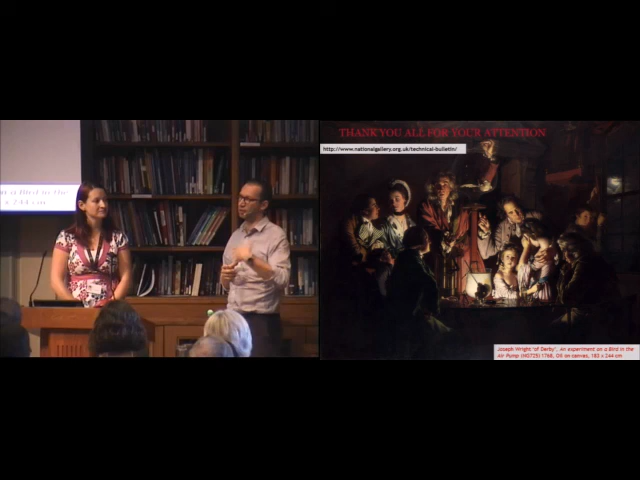 THANK YOU ALL FOR YOUR ATTENTION
http://www.nationalgallery.org.uk/technical-bulletin/
a Bird in the
x 244 cm
Joseph Wright 'of Derby', An experiment on a Bird in the
Air Pump (NG725) 1768, Oil on canvas, 183 x 244 cm